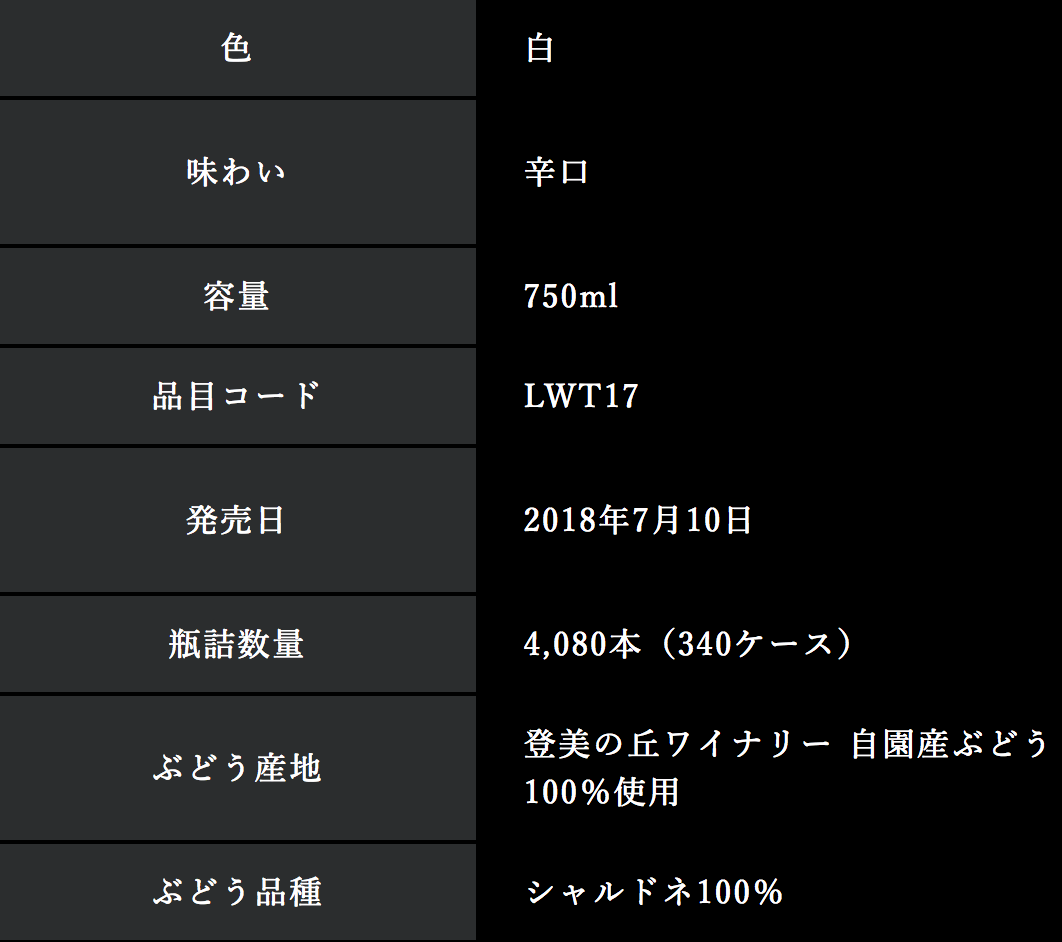 色
白
味わい
辛口
容量
750ml
品目コード
LWT17
発売日
2018年7月10日
瓶詰数量
4,080本（340ケース）
ぶどう産地
登美の丘ワイナリー 自園産ぶどう
100%使用
ぶどう品種
シャルドネ100%